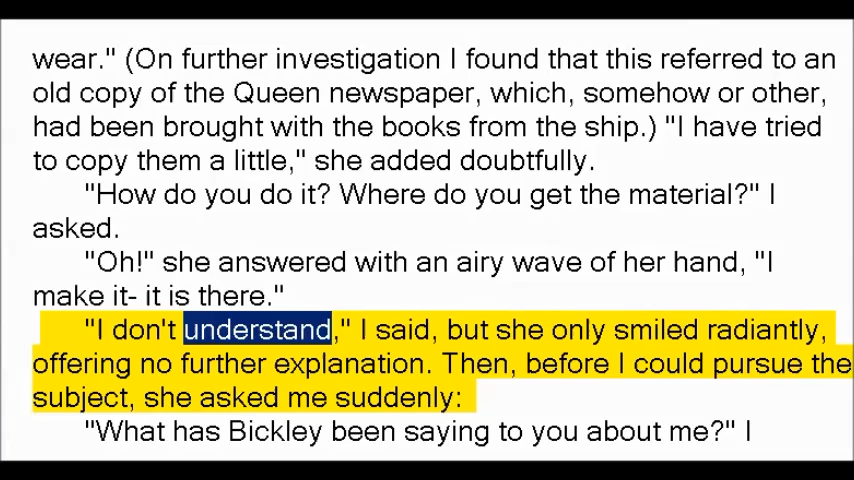 wear." (On further investigation I found that this referred to an
old copy of the Queen newspaper, which, somehow or other,
had been brought with the books from the ship.) "I have tried
to copy them a little," she added doubtfully.
"How do you do it? Where do you get the material?" I
asked.
"Oh!" she answered with an airy wave of her hand, "I
make it- it is there."
"I don't understand," I said, but she only smiled radiantly,
offering no further explanation. Then, before I could pursue the
subject, she asked me suddenly:
"What has Bickley been saying to you about me?" I